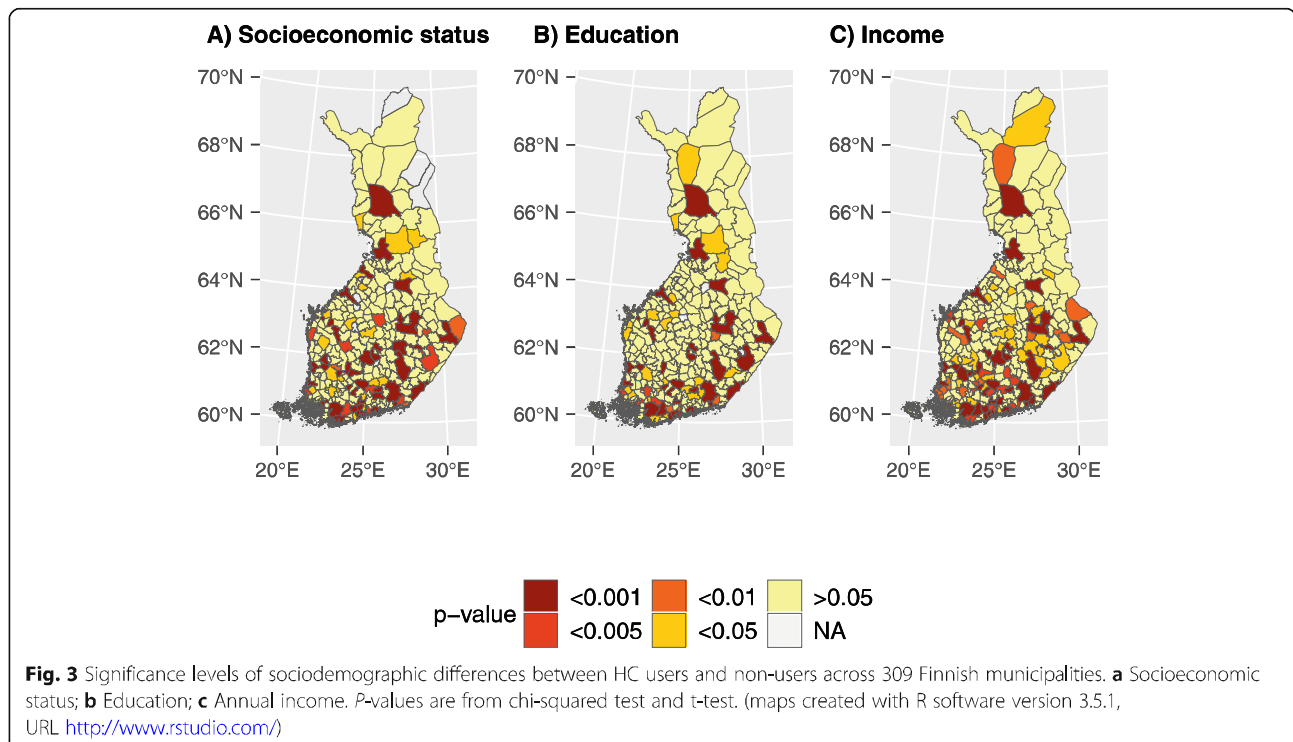 A) Socioeconomic status B) Education C) Income
70°N 70°N 70°N
68°N 68°N 68°N
66°N 66°N 66°N
64°N 64°N 64°N
62°N 62°N 62°N
60°N 60°N 60°N
20°E 25°E 30°E 20°E 25°E 30°E 20°E 25°E 30°E
p−value
<0.001 <0.01 >0.05
<0.005 <0.05 NA
Fig. 3 Significance levels of sociodemographic differences between HC users and non-users across 309 Finnish municipalities. a Socioeconomic
status; b Education; c Annual income. P-values are from chi-squared test and t-test. (maps created with R software version 3.5.1,
URL http://www.rstudio.com/)